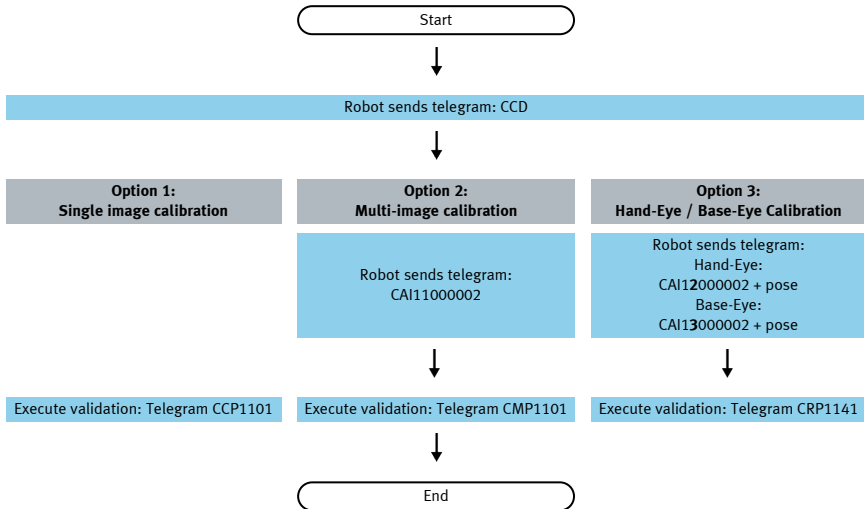 Start
Robot sends telegram: CCD
Option 1:
Single image calibration
Option 2:
Multi-image calibration
Option 3:
Hand-Eye / Base-Eye Calibration
Robot sends telegram:
CAI11000002
Robot sends telegram:
Hand-Eye:
CAI12000002 + pose
Base-Eye:
CAI13000002 + pose
Execute validation: Telegram CCP1101
Execute validation: Telegram CMP1101
Execute validation: Telegram CRP1141
End